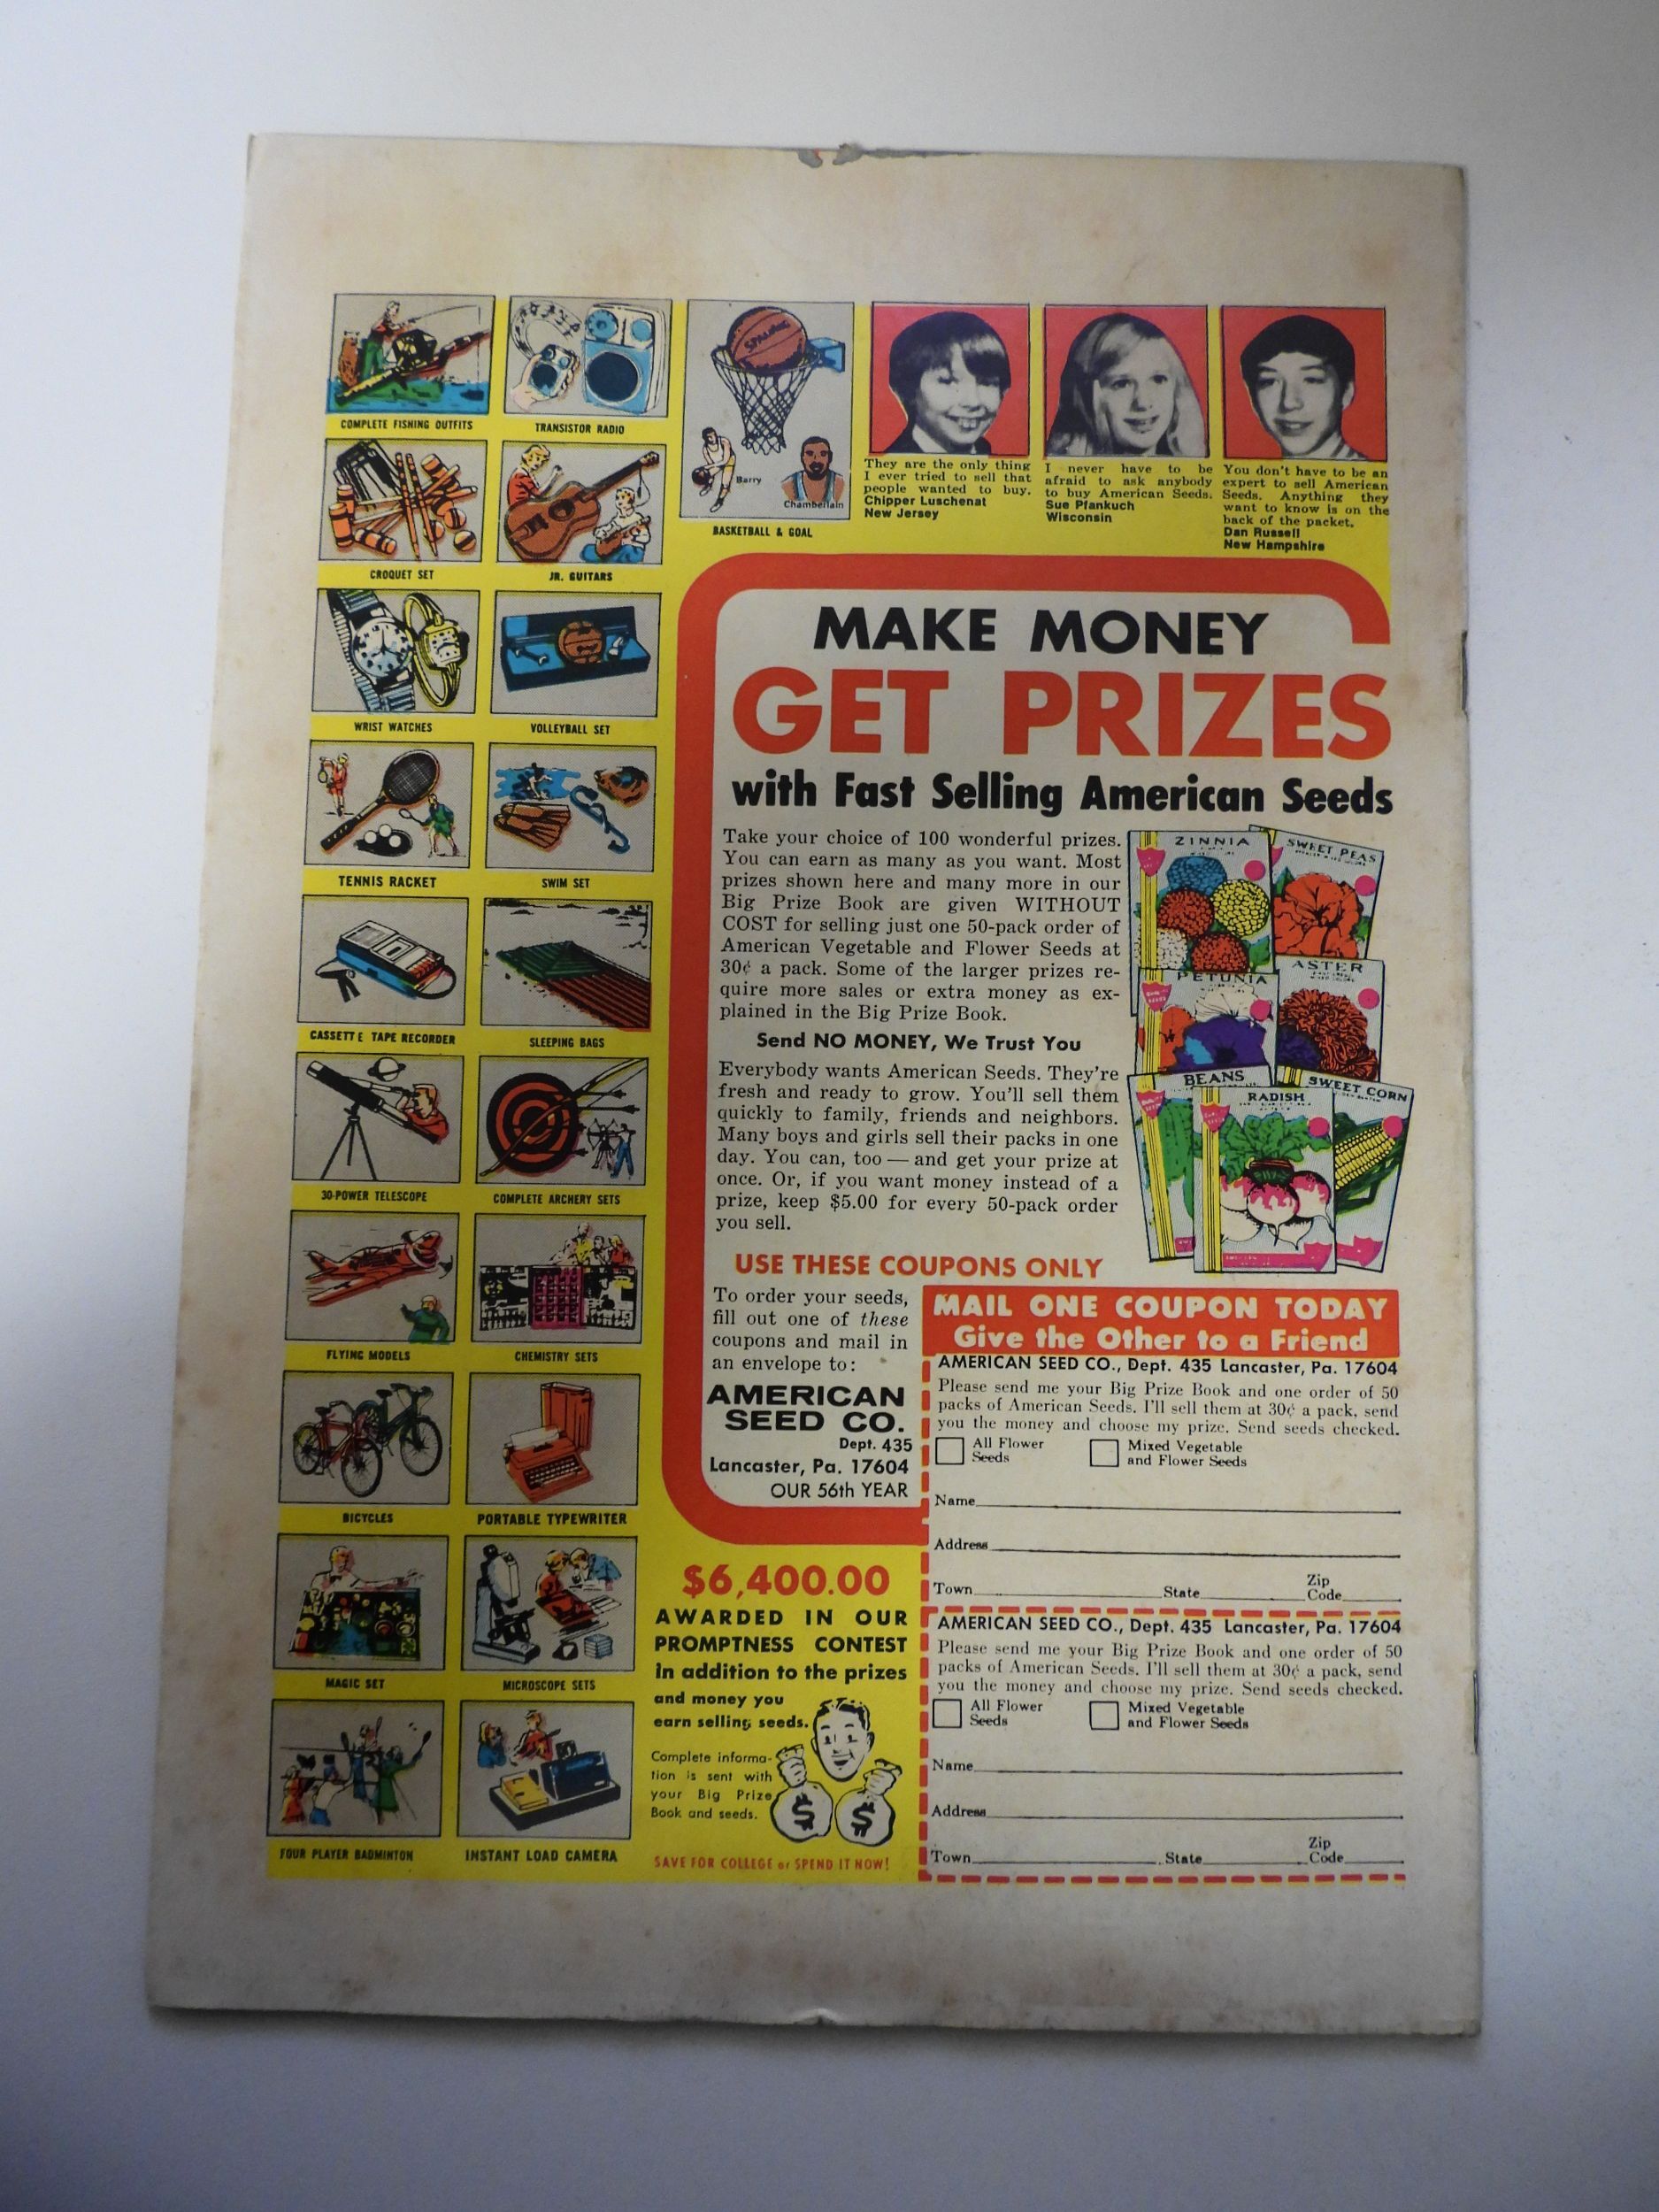 COMPLETE FISHING OUTFITS
TRANSISTOR RADIO
SPALDING
Barry
Chamberlain
BASKETBALL & GOAL
They are the only thing
I ever tried to sell that
people wanted to buy.
Chipper Luschenat
New Jersey
I never have to be
afraid to ask anybody
to buy American Seeds.
Sue Pfankuch
Wisconsin
You don't have to be an
expert to sell American
Seeds. Anything they
want to know is on the
back of the packet.
Dan Russell
New Hampshire
CROQUET SET
JR. GUITARS
WRIST WATCHES
VOLLEYBALL SET
TENNIS RACKET
SWIM SET
CASSETTE TAPE RECORDER
SLEEPING BAGS
30-POWER TELESCOPE
COMPLETE ARCHERY SETS
FLYING MODELS
CHEMISTRY SETS
BICYCLES
PORTABLE TYPEWRITER
MAGIC SET
MICROSCOPE SETS
FOUR PLAYER BADMINTON
INSTANT LOAD CAMERA
MAKE MONEY
GET PRIZES
with Fast Selling American Seeds
Take your choice of 100 wonderful prizes.
You can earn as many as you want. Most
prizes shown here and many more in our
Big Prize Book are given WITHOUT
COST for selling just one 50-pack order of
American Vegetable and Flower Seeds at
30¢ a pack. Some of the larger prizes re-
quire more sales or extra money as ex-
plained in the Big Prize Book.
Send NO MONEY, We Trust You
Everybody wants American Seeds. They're
fresh and ready to grow. You'll sell them
quickly to family, friends and neighbors.
Many boys and girls sell their packs in one
day. You can, too — and get your prize at
once. Or, if you want money instead of a
prize, keep $5.00 for every 50-pack order
you sell.
ZINNIA
SWEET PEAS
PETUNIA
ASTER
BEANS
RADISH
SWEET CORN
USE THESE COUPONS ONLY
To order your seeds,
fill out one of these
coupons and mail in
an envelope to:
AMERICAN
SEED CO.
Dept. 435
Lancaster, Pa. 17604
OUR 56th YEAR
$6,400.00
AWARDED IN OUR
PROMPTNESS CONTEST
in addition to the prizes
and money you
earn selling seeds.
Complete informa-
tion is sent with
your Big Prize
Book and seeds.
$ $
SAVE FOR COLLEGE or SPEND IT NOW!
MAIL ONE COUPON TODAY
Give the Other to a Friend
AMERICAN SEED CO., Dept. 435 Lancaster, Pa. 17604
Please send me your Big Prize Book and one order of 50
packs of American Seeds. I'll sell them at 30¢ a pack, send
you the money and choose my prize. Send seeds checked.
All Flower
Seeds
Mixed Vegetable
and Flower Seeds
Name
Address
Town State Zip
Code
AMERICAN SEED CO., Dept. 435 Lancaster, Pa. 17604
Please send me your Big Prize Book and one order of 50
packs of American Seeds. I'll sell them at 30¢ a pack, send
you the money and choose my prize. Send seeds checked.
All Flower
Seeds
Mixed Vegetable
and Flower Seeds
Name
Address
Town State Zip
Code